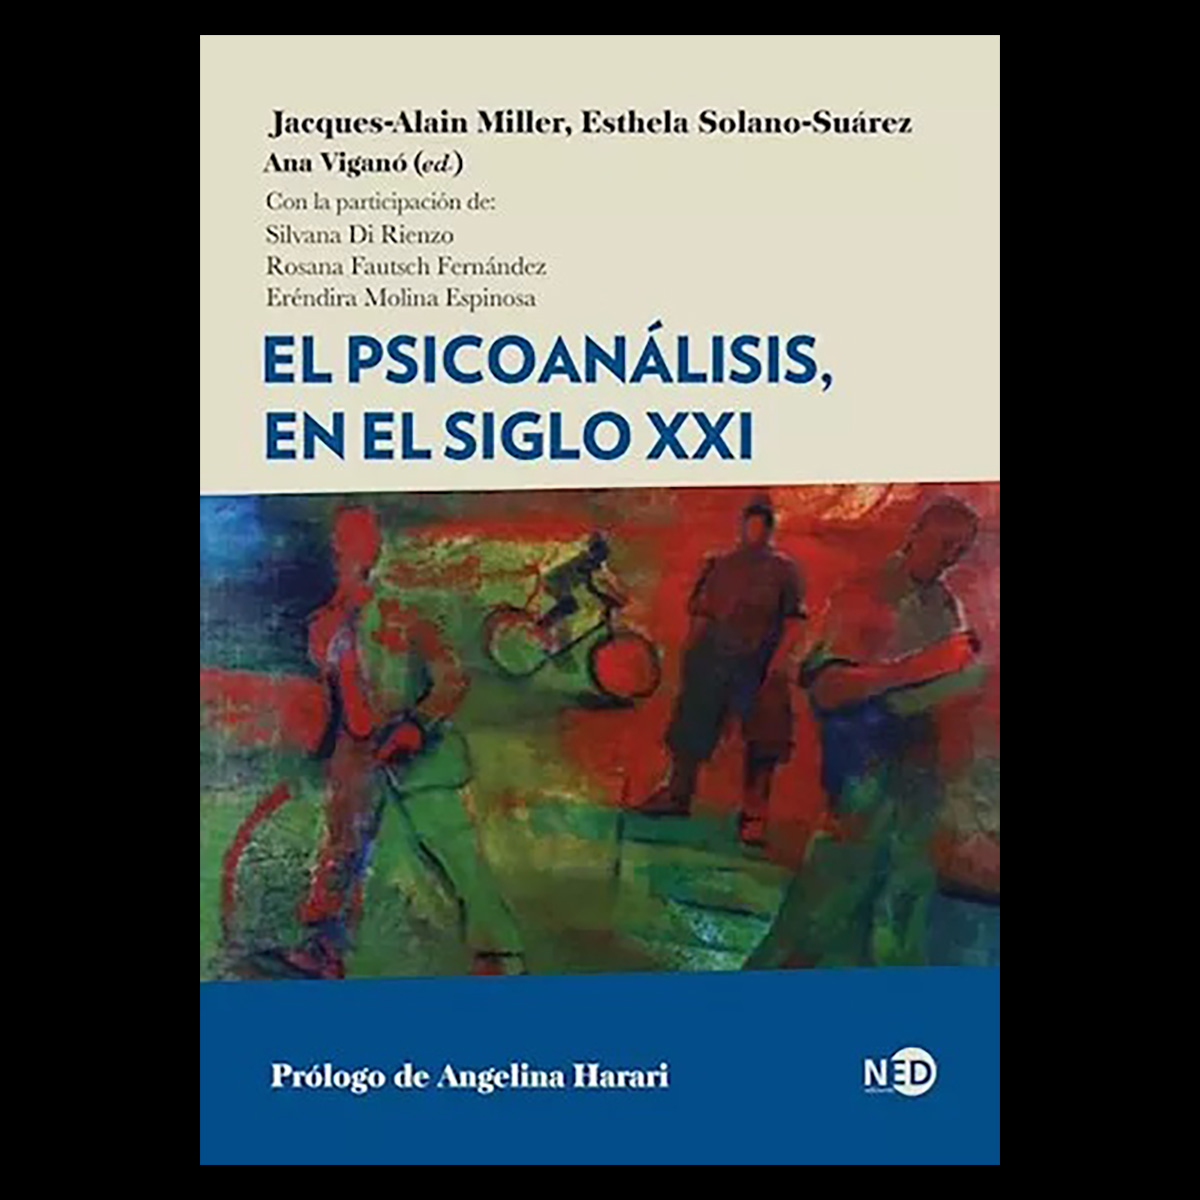 Jacques-Alain Miller, Esthela Solano-Suárez
Ana Viganó (ed.)
Con la participación de:
Silvana Di Rienzo
Rosana Fautsch Fernández
Eréndira Molina Espinosa
EL PSICOANÁLISIS,
EN EL SIGLO XXI
Prólogo de Angelina Harari
NED